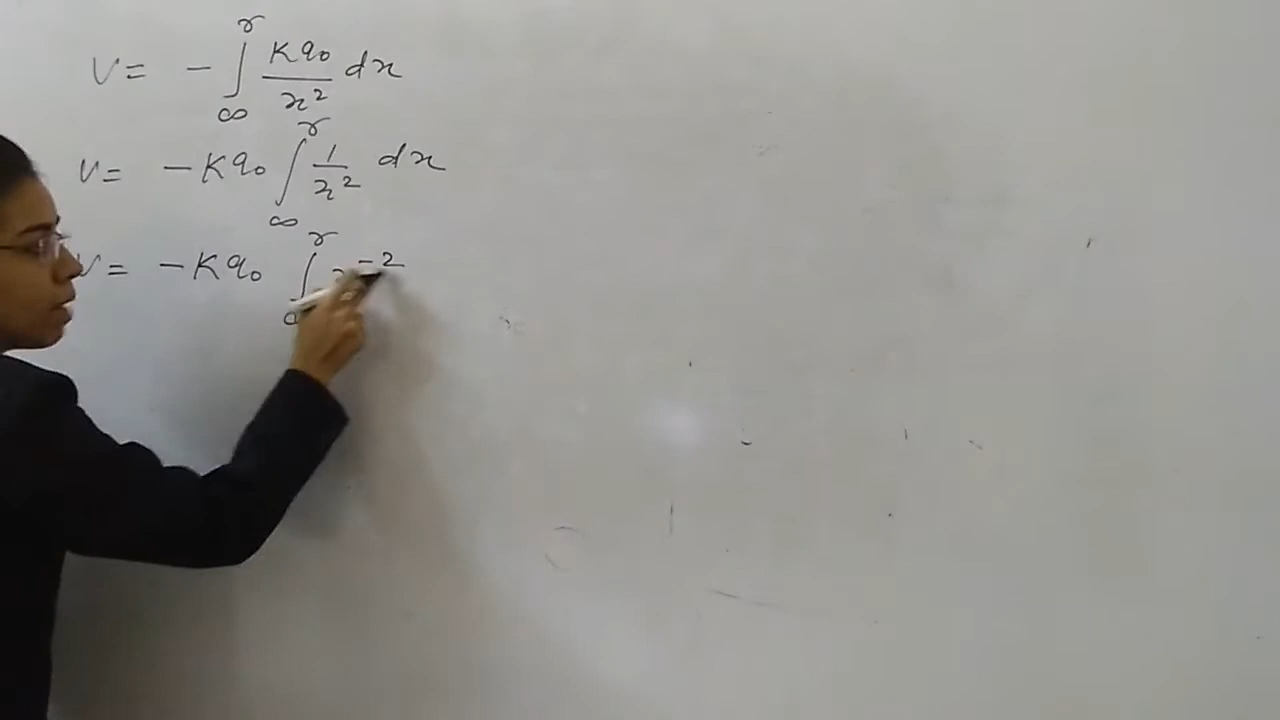 V = - ∫_∞^r Kq₀/x² dx
V = -Kq₀ ∫_∞^r 1/x² dx
V = -Kq₀ ∫^r x⁻²